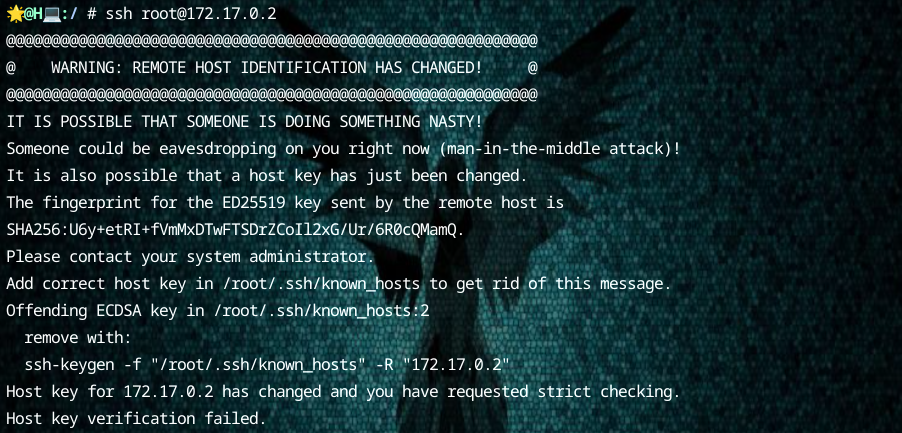 🌟@H💻:/ # ssh root@172.17.0.2
@@@@@@@@@@@@@@@@@@@@@@@@@@@@@@@@@@@@@@@@@@@@@@@@@@@@@@@@@@@
@    WARNING: REMOTE HOST IDENTIFICATION HAS CHANGED!     @
@@@@@@@@@@@@@@@@@@@@@@@@@@@@@@@@@@@@@@@@@@@@@@@@@@@@@@@@@@@
IT IS POSSIBLE THAT SOMEONE IS DOING SOMETHING NASTY!
Someone could be eavesdropping on you right now (man-in-the-middle attack)!
It is also possible that a host key has just been changed.
The fingerprint for the ED25519 key sent by the remote host is
SHA256:U6y+etRI+fVmMxDTwFTSDrZCoIl2xG/Ur/6R0cQMamQ.
Please contact your system administrator.
Add correct host key in /root/.ssh/known_hosts to get rid of this message.
Offending ECDSA key in /root/.ssh/known_hosts:2
  remove with:
  ssh-keygen -f "/root/.ssh/known_hosts" -R "172.17.0.2"
Host key for 172.17.0.2 has changed and you have requested strict checking.
Host key verification failed.